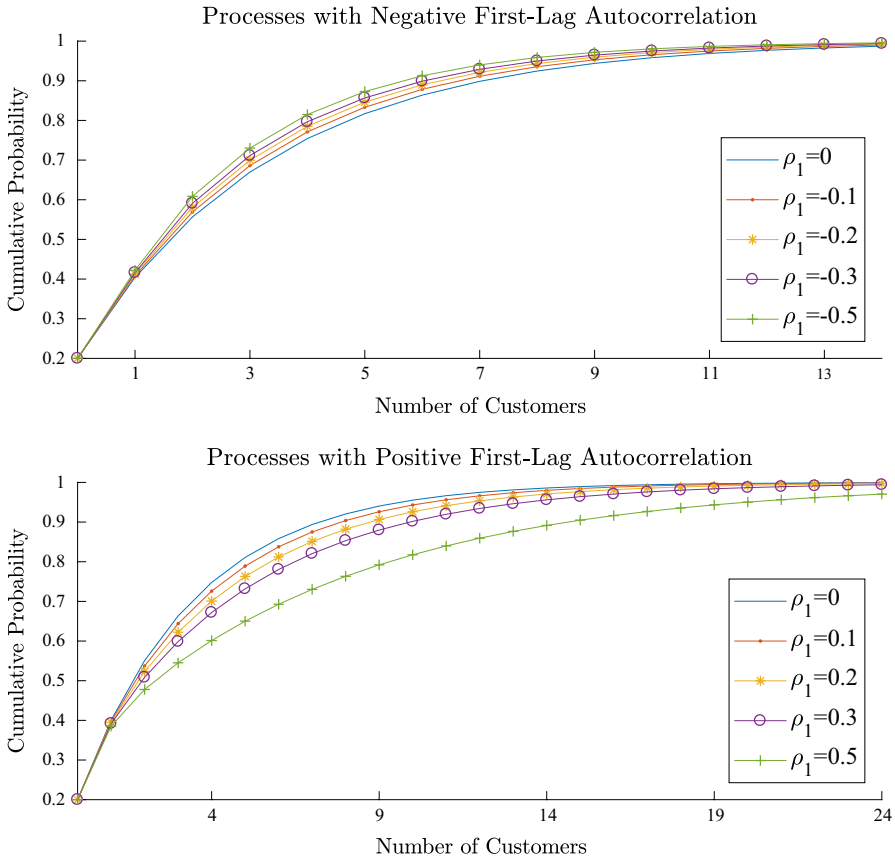 Processes with Negative First-Lag Autocorrelation
1
0.9
0.8
0.7
0.6
0.5
0.4
0.3
0.2
Cumulative Probability
ρ1=0
ρ1=-0.1
ρ1=-0.2
ρ1=-0.3
ρ1=-0.5
1 3 5 7 9 11 13
Number of Customers
Processes with Positive First-Lag Autocorrelation
1
0.9
0.8
0.7
0.6
0.5
0.4
0.3
0.2
Cumulative Probability
ρ1=0
ρ1=0.1
ρ1=0.2
ρ1=0.3
ρ1=0.5
4 9 14 19 24
Number of Customers